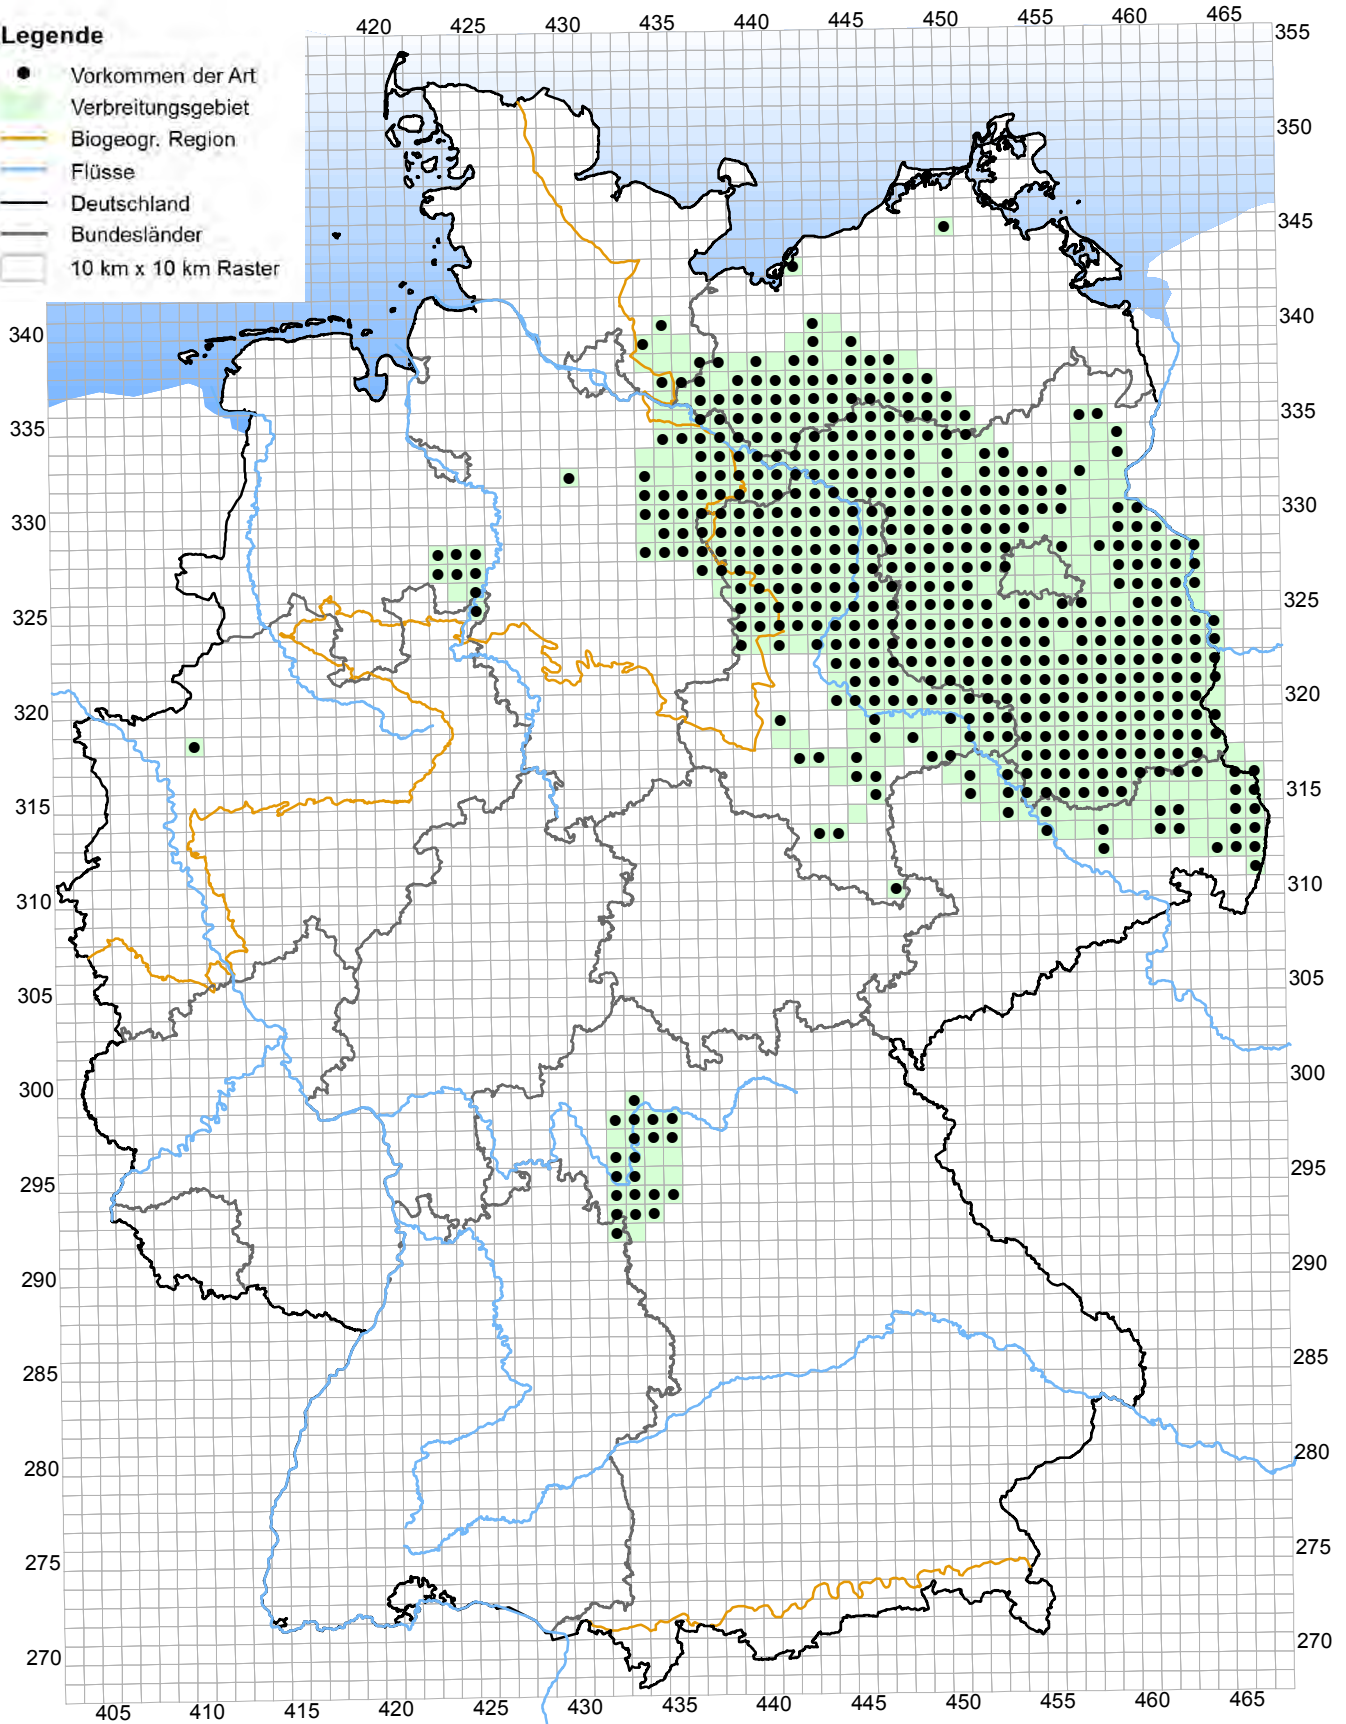 420 425 430 435 440 445 450 455 460 465
Legende
Vorkommen der Art
Verbreitungsgebiet
Biogeogr. Region
Flüsse
Deutschland
Bundesländer
10 km x 10 km Raster
355
350
345
340 340
335 335
330 330
325 325
320 320
315 315
310 310
305 305
300 300
295 295
290 290
285 285
280 280
275 275
270 270
405 410 415 420 425 430 435 440 445 450 455 460 465